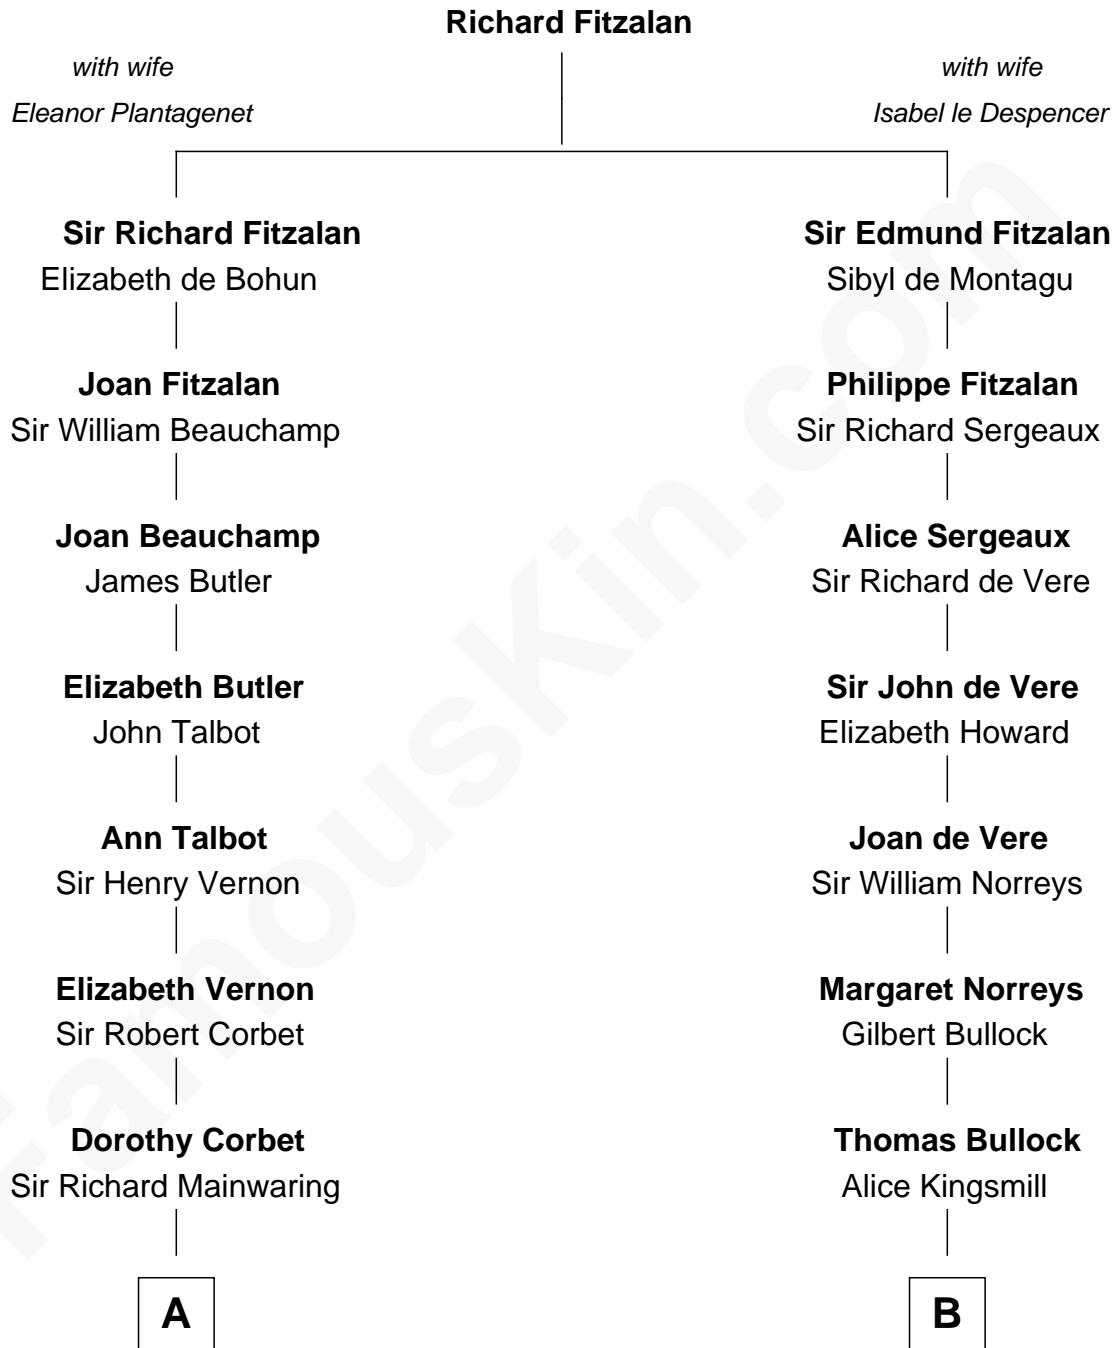 Richard Fitzalan
with wife
Eleanor Plantagenet
with wife
Isabel le Despencer
Sir Richard Fitzalan
Elizabeth de Bohun
Sir Edmund Fitzalan
Sibyl de Montagu
Joan Fitzalan
Sir William Beauchamp
Philippe Fitzalan
Sir Richard Sergeaux
Joan Beauchamp
James Butler
Alice Sergeaux
Sir Richard de Vere
Elizabeth Butler
John Talbot
Sir John de Vere
Elizabeth Howard
Ann Talbot
Sir Henry Vernon
Joan de Vere
Sir William Norreys
Elizabeth Vernon
Sir Robert Corbet
Margaret Norreys
Gilbert Bullock
Dorothy Corbet
Sir Richard Mainwaring
Thomas Bullock
Alice Kingsmill
A
B
FamousKin.com